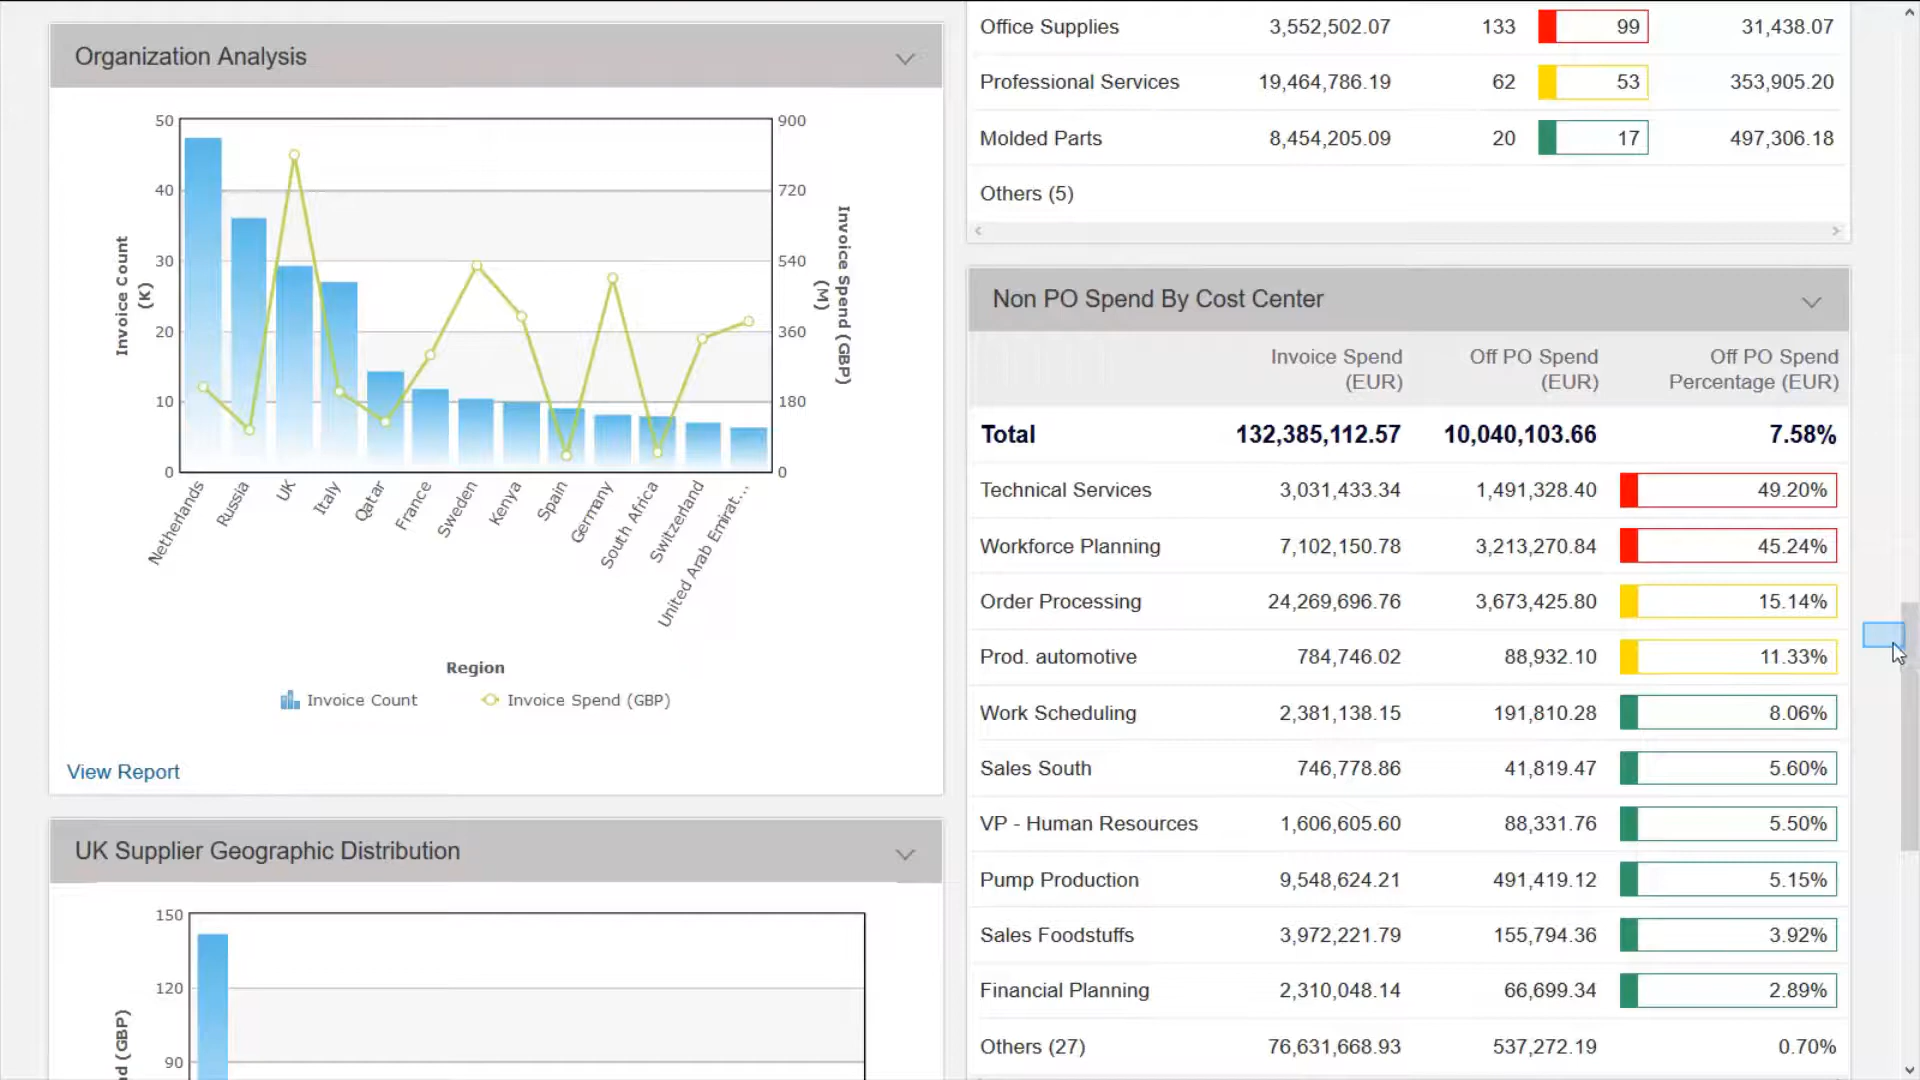 Organization Analysis
50
40
30
20
10
0
900
720
540
360
180
0
Invoice Count
(K)
Invoice Spend (GBP)
(M)
Netherlands
Russia
UK
Italy
Qatar
France
Sweden
Kenya
Spain
Germany
South Africa
Switzerland
United Arab Emirat...
Region
Invoice Count
Invoice Spend (GBP)
View Report
UK Supplier Geographic Distribution
150
120
90
(GBP)
Office Supplies 3,552,502.07 133 99 31,438.07
Professional Services 19,464,786.19 62 53 353,905.20
Molded Parts 8,454,205.09 20 17 497,306.18
Others (5)
Non PO Spend By Cost Center
Invoice Spend Off PO Spend Off PO Spend
(EUR) (EUR) Percentage (EUR)
Total 132,385,112.57 10,040,103.66 7.58%
Technical Services 3,031,433.34 1,491,328.40 49.20%
Workforce Planning 7,102,150.78 3,213,270.84 45.24%
Order Processing 24,269,696.76 3,673,425.80 15.14%
Prod. automotive 784,746.02 88,932.10 11.33%
Work Scheduling 2,381,138.15 191,810.28 8.06%
Sales South 746,778.86 41,819.47 5.60%
VP - Human Resources 1,606,605.60 88,331.76 5.50%
Pump Production 9,548,624.21 491,419.12 5.15%
Sales Foodstuffs 3,972,221.79 155,794.36 3.92%
Financial Planning 2,310,048.14 66,699.34 2.89%
Others (27) 76,631,668.93 537,272.19 0.70%